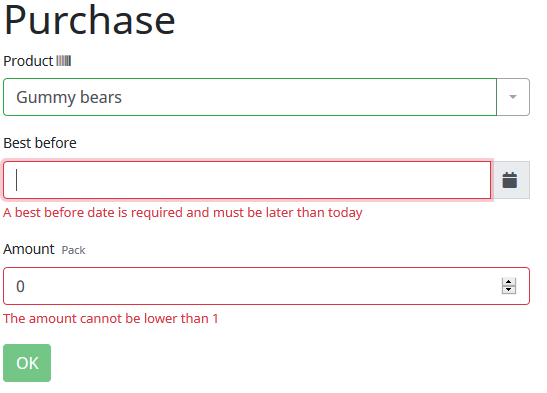 Purchase
Product
Gummy bears
Best before
A best before date is required and must be later than today
Amount Pack
0
The amount cannot be lower than 1
OK